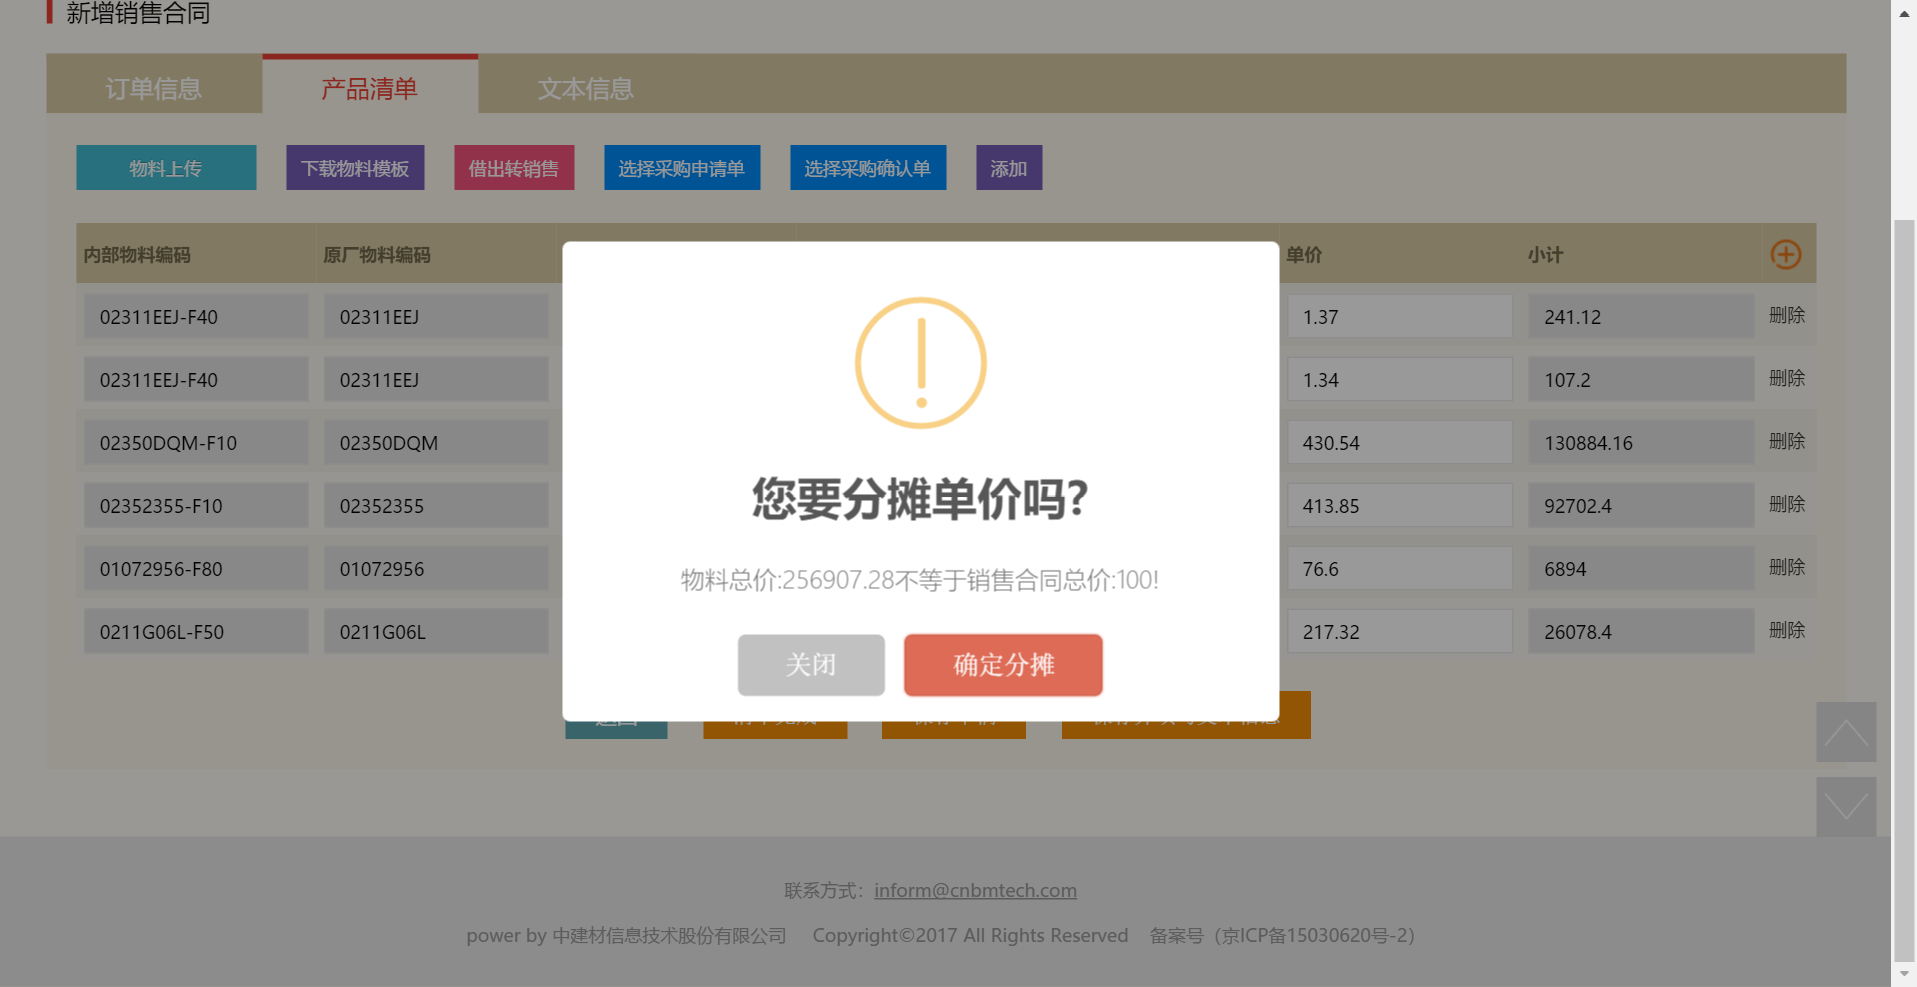 新增销售合同
订单信息 产品清单 文本信息
物料上传 下载物料模板 借出转销售 选择采购申请单 选择采购确认单 添加
内部物料编码 原厂物料编码 单价 小计
02311EEJ-F40 02311EEJ 1.37 241.12 删除
02311EEJ-F40 02311EEJ 1.34 107.2 删除
02350DQM-F10 02350DQM 430.54 130884.16 删除
02352355-F10 02352355 413.85 92702.4 删除
01072956-F80 01072956 76.6 6894 删除
0211G06L-F50 0211G06L 217.32 26078.4 删除
您要分摊单价吗?
物料总价:256907.28不等于销售合同总价:100!
关闭 确定分摊
联系方式：inform@cnbmtech.com
power by 中建材信息技术股份有限公司 Copyright©2017 All Rights Reserved 备案号（京ICP备15030620号-2）